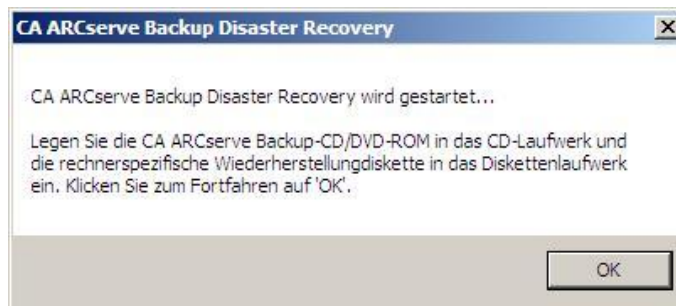 CA ARCserve Backup Disaster Recovery
CA ARCserve Backup Disaster Recovery wird gestartet...
Legen Sie die CA ARCserve Backup-CD/DVD-ROM in das CD-Laufwerk und
die rechnerspezifische Wiederherstellungdiskette in das Diskettenlaufwerk
ein. Klicken Sie zum Fortfahren auf 'OK'.
OK